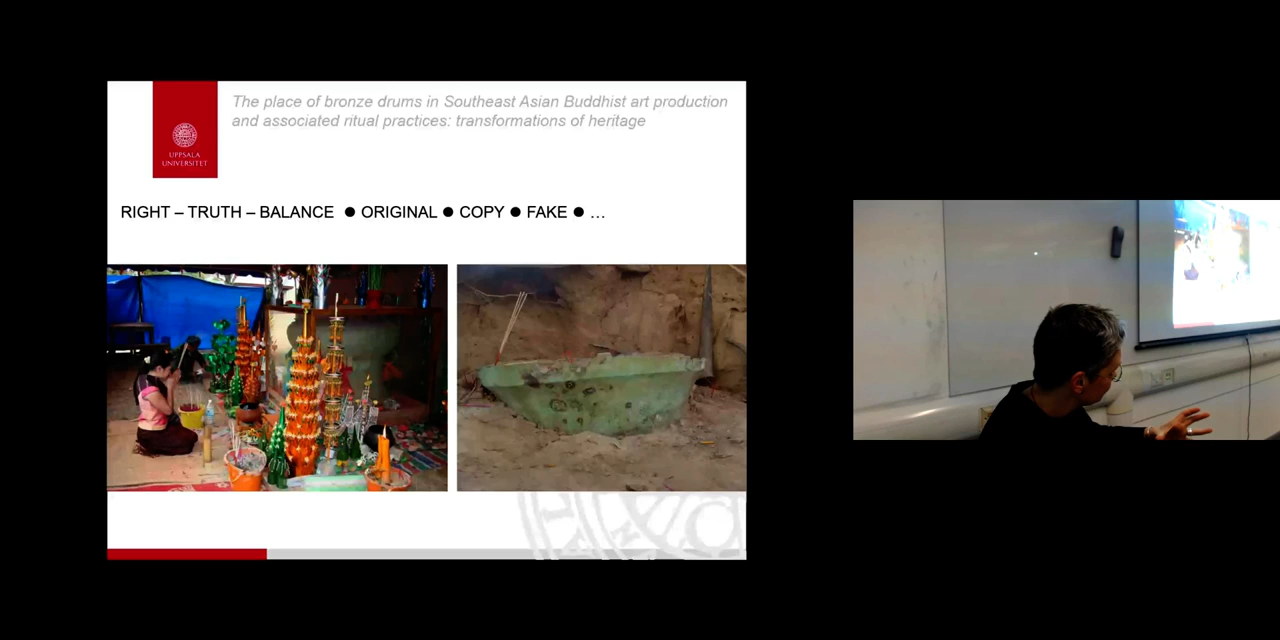 The place of bronze drums in Southeast Asian Buddhist art production
and associated ritual practices: transformations of heritage
UPPSALA
UNIVERSITET
RIGHT – TRUTH – BALANCE ● ORIGINAL ● COPY ● FAKE ● …